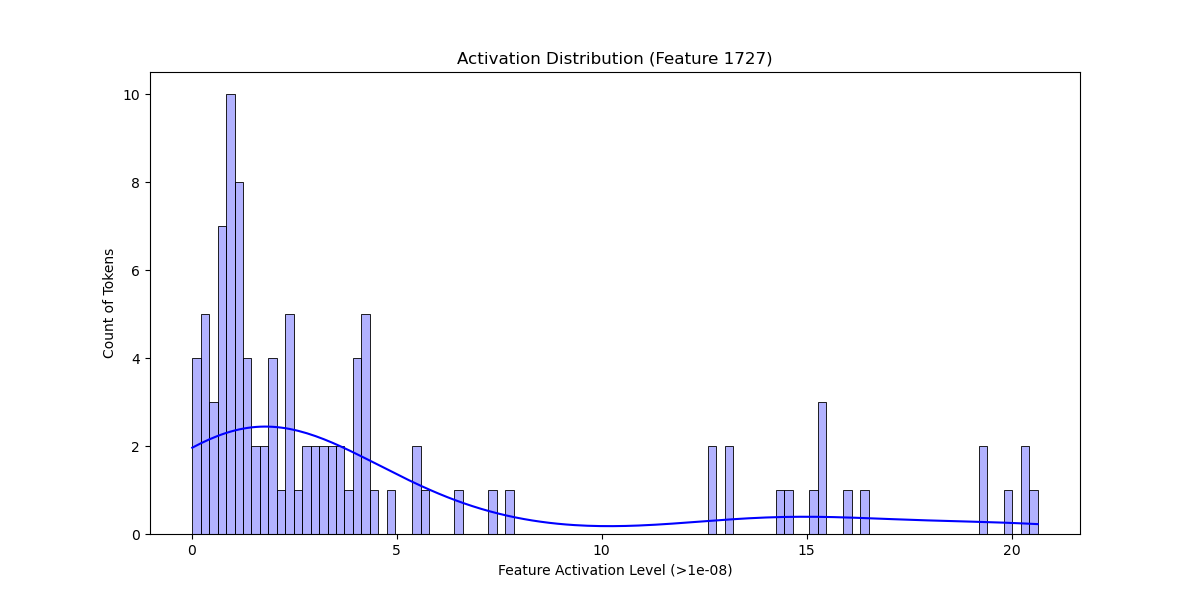 Activation Distribution (Feature 1727)
10
8
6
4
2
0
Count of Tokens
0 5 10 15 20
Feature Activation Level (>1e-08)